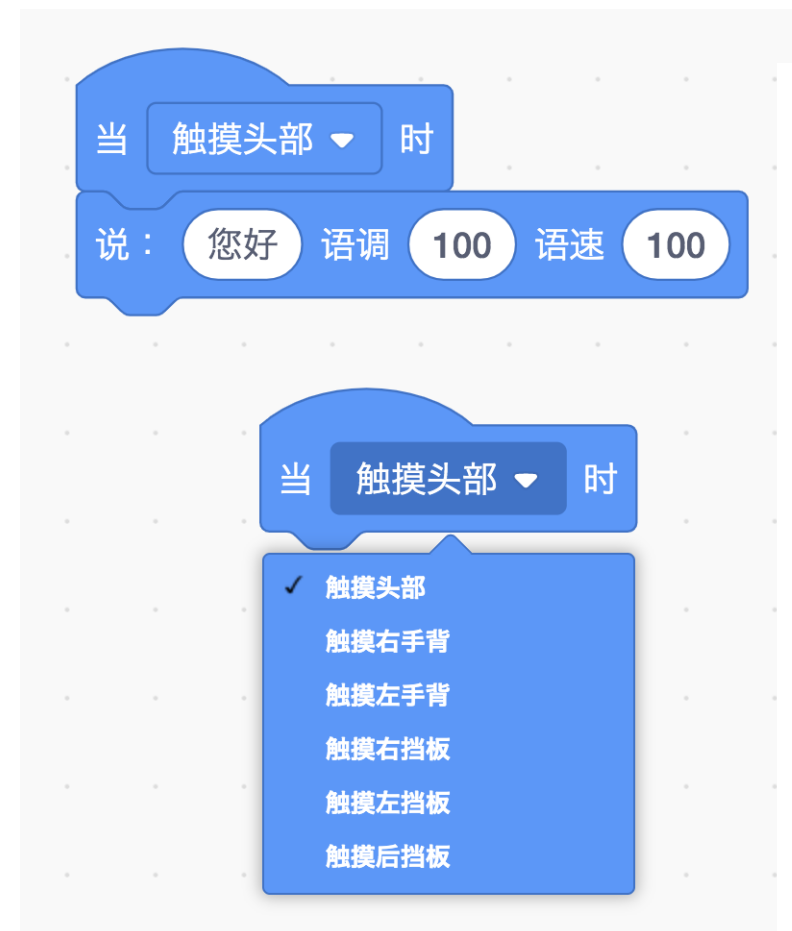 当 触摸头部 时
说： 您好 语调 100 语速 100
当 触摸头部 时
触摸头部
触摸右手背
触摸左手背
触摸右挡板
触摸左挡板
触摸后挡板